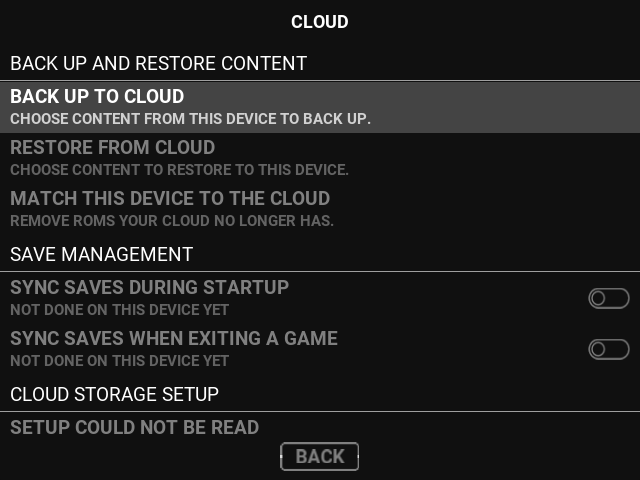 CLOUD
BACK UP AND RESTORE CONTENT
BACK UP TO CLOUD
CHOOSE CONTENT FROM THIS DEVICE TO BACK UP.
RESTORE FROM CLOUD
CHOOSE CONTENT TO RESTORE TO THIS DEVICE.
MATCH THIS DEVICE TO THE CLOUD
REMOVE ROMS YOUR CLOUD NO LONGER HAS.
SAVE MANAGEMENT
SYNC SAVES DURING STARTUP
NOT DONE ON THIS DEVICE YET
SYNC SAVES WHEN EXITING A GAME
NOT DONE ON THIS DEVICE YET
CLOUD STORAGE SETUP
SETUP COULD NOT BE READ
BACK